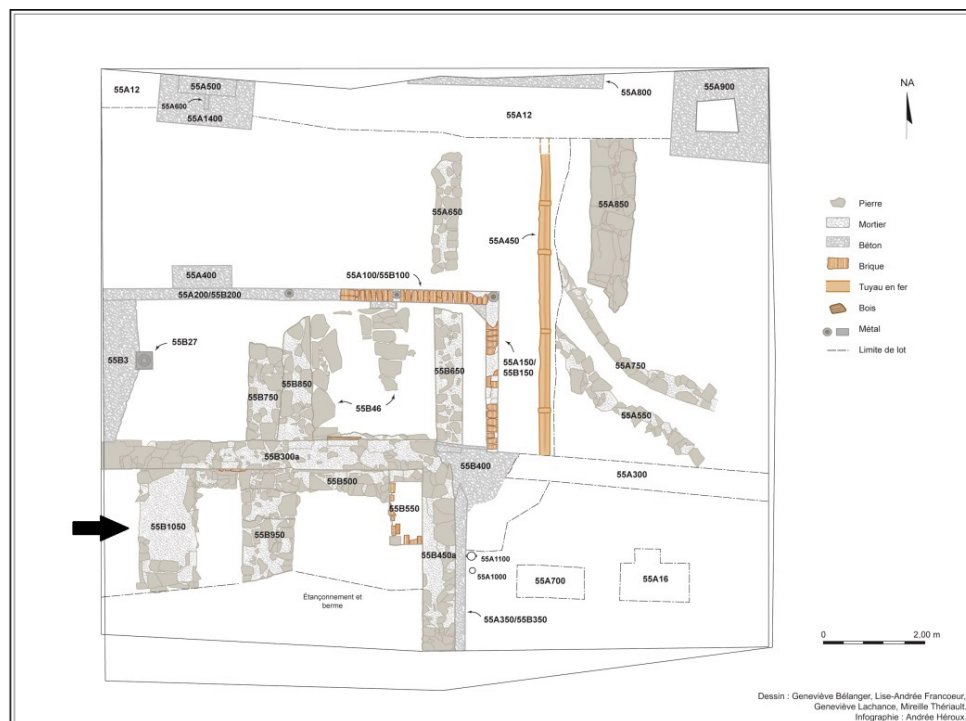 55A12
55A500
55A600
55A1400
55A800
55A12
55A900
NA
55A650
55A450
55A850
Pierre
Mortier
Béton
Brique
Tuyau en fer
Bois
Métal
Limite de lot
55A400
55A100/55B100
55A200/55B200
55B3
55B27
55B750
55B850
55B46
55B650
55A150/
55B150
55A750
55A550
55B300a
55B400
55A300
55B500
55B550
55B1050
55B950
55B450a
55A1100
55A1000
55A700
55A16
Étançonnement et
berme
55A350/55B350
0
2,00 m
Dessin : Geneviève Bélanger, Lise-Andrée Francoeur,
Geneviève Lachance, Mireille Thériault.
Infographie : Andrée Héroux.